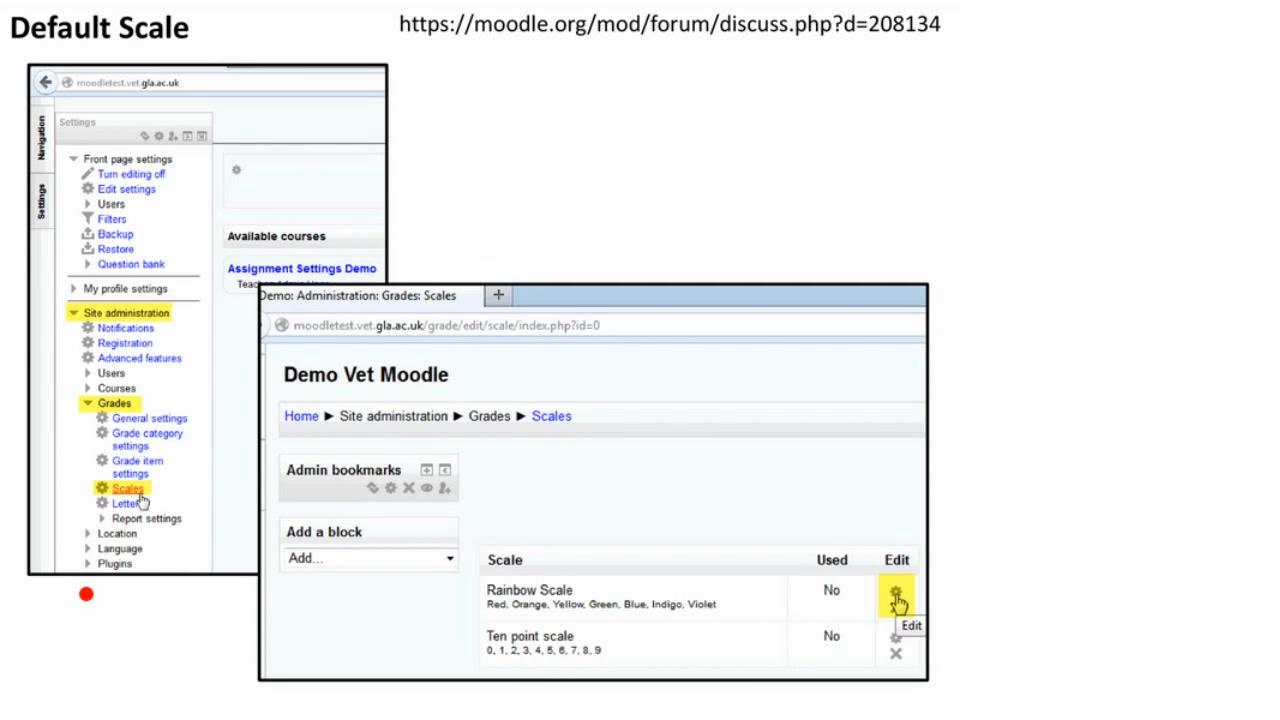 Default Scale
https://moodle.org/mod/forum/discuss.php?d=208134
moodletest.vet.gla.ac.uk
Navigation
Settings
Settings
Front page settings
Turn editing off
Edit settings
Users
Filters
Backup
Restore
Question bank
My profile settings
Site administration
Notifications
Registration
Advanced features
Users
Courses
Grades
General settings
Grade category
settings
Grade item
settings
Scales
Report settings
Location
Language
Plugins
Available courses
Assignment Settings Demo
Demo: Administration: Grades: Scales
moodletest.vet.gla.ac.uk/grade/edit/scale/index.php?id=0
Demo Vet Moodle
Home ► Site administration ► Grades ► Scales
Admin bookmarks
Add a block
Add...
Scale Used Edit
Rainbow Scale No
Red, Orange, Yellow, Green, Blue, Indigo, Violet
Edit
Ten point scale No
0, 1, 2, 3, 4, 5, 6, 7, 8, 9